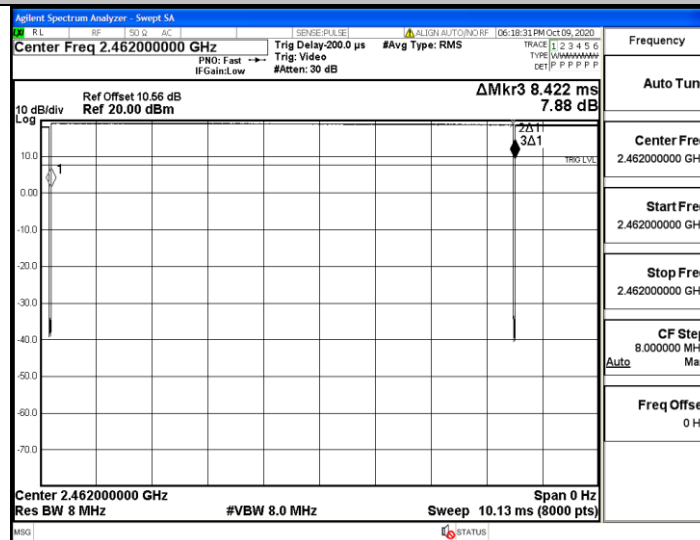 Agilent Spectrum Analyzer - Swept SA
RL RF 50 Ω AC SENSE:PULSE ALIGN AUTO/NO RF 06:18:31 PM Oct 09, 2020
Center Freq 2.462000000 GHz
PNO: Fast
IFGain:Low
Trig Delay-200.0 µs
Trig: Video
#Atten: 30 dB
#Avg Type: RMS
TRACE 1 2 3 4 5 6
TYPE
DET P P P P P P
ΔMkr3 8.422 ms
7.88 dB
Ref Offset 10.56 dB
10 dB/div Ref 20.00 dBm
Log
2Δ1
3Δ1
TRIG LVL
1
10.0
0.00
-10.0
-20.0
-30.0
-40.0
-50.0
-60.0
-70.0
Center 2.462000000 GHz Span 0 Hz
Res BW 8 MHz #VBW 8.0 MHz Sweep 10.13 ms (8000 pts)
MSG STATUS
Frequency
Auto Tun
Center Fre
2.462000000 GH
Start Fre
2.462000000 GH
Stop Fre
2.462000000 GH
CF Ste
8.000000 MH
Auto Ma
Freq Offse
0 H